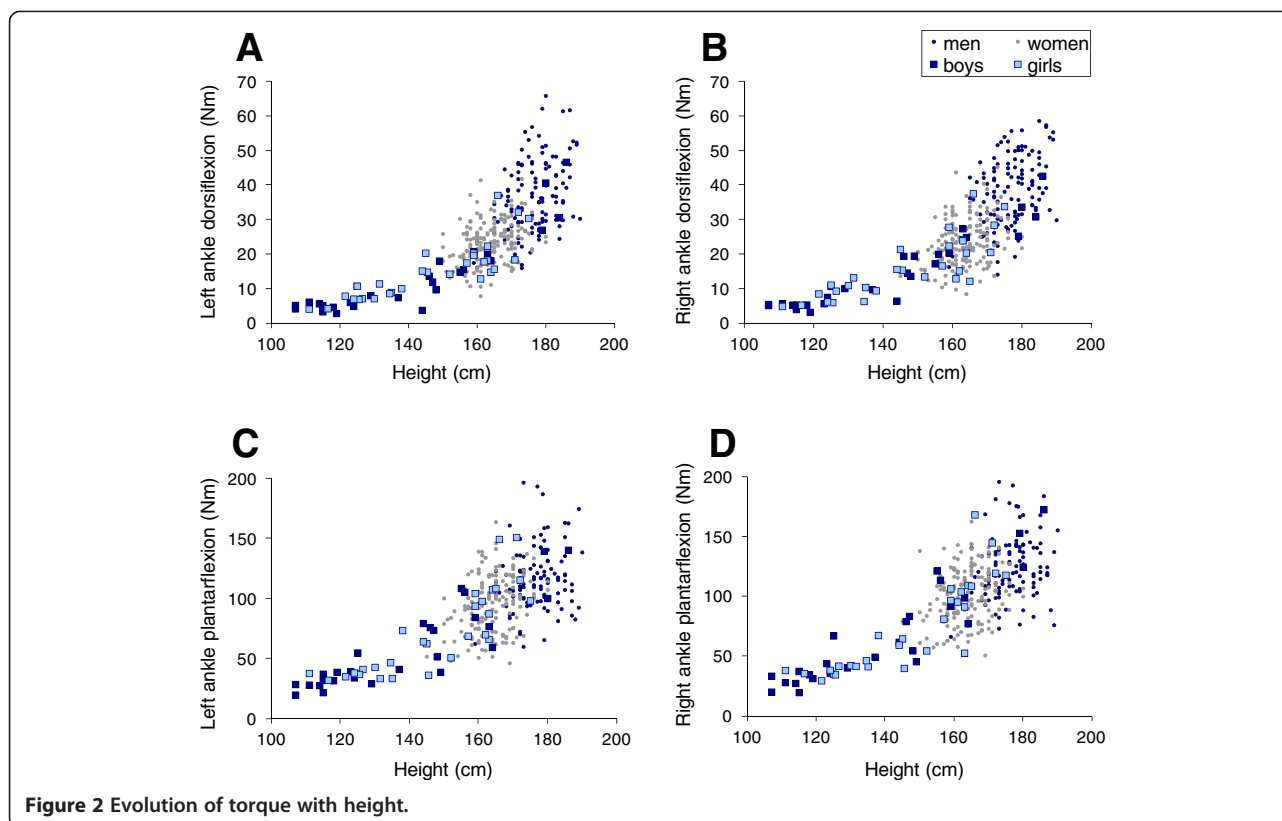 A
B
men women
boys girls
Left ankle dorsiflexion (Nm)
70
60
50
40
30
20
10
0
100 120 140 160 180 200
Height (cm)
Right ankle dorsiflexion (Nm)
70
60
50
40
30
20
10
0
100 120 140 160 180 200
Height (cm)
C
D
Left ankle plantarflexion (Nm)
200
150
100
50
0
100 120 140 160 180 200
Height (cm)
Right ankle plantarflexion (Nm)
200
150
100
50
0
100 120 140 160 180 200
Height (cm)
Figure 2 Evolution of torque with height.